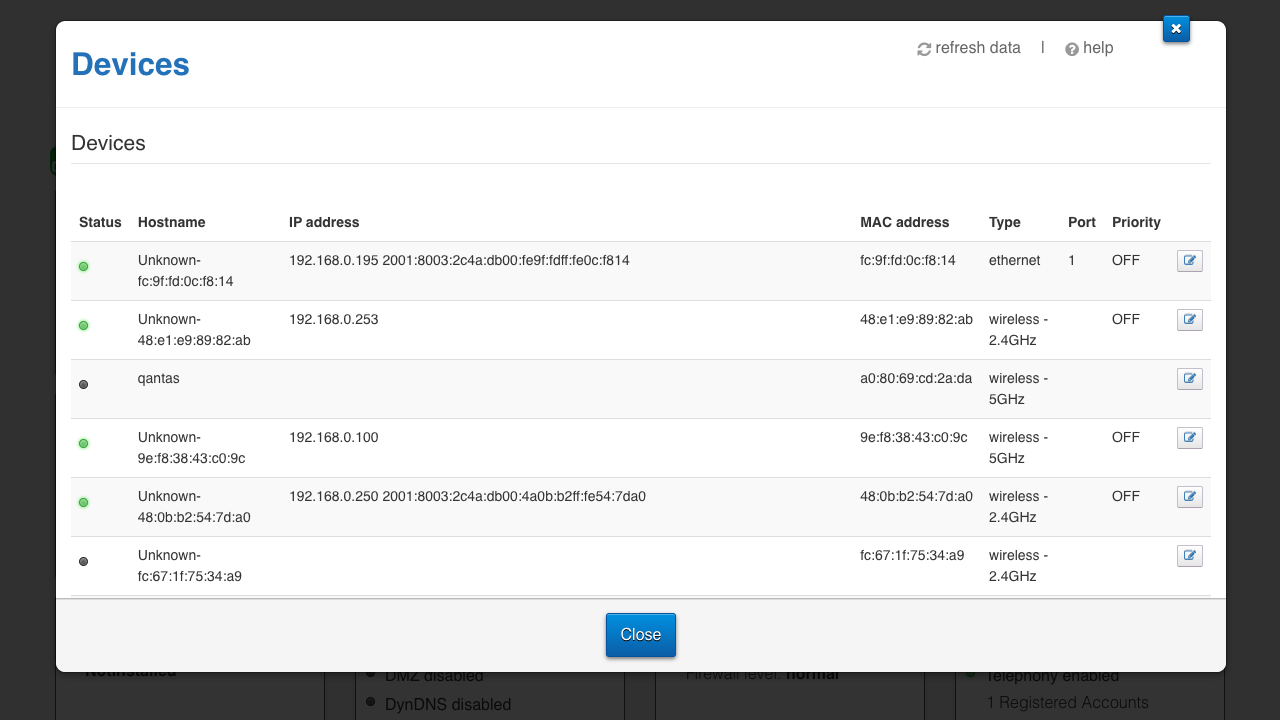 Devices
refresh data | help
Devices
Status Hostname IP address MAC address Type Port Priority
Unknown- 192.168.0.195 2001:8003:2c4a:db00:fe9f:fdff:fe0c:f814 fc:9f:fd:0c:f8:14 ethernet 1 OFF
fc:9f:fd:0c:f8:14
Unknown- 192.168.0.253 48:e1:e9:89:82:ab wireless - OFF
48:e1:e9:89:82:ab 2.4GHz
qantas a0:80:69:cd:2a:da wireless -
5GHz
Unknown- 192.168.0.100 9e:f8:38:43:c0:9c wireless - OFF
9e:f8:38:43:c0:9c 5GHz
Unknown- 192.168.0.250 2001:8003:2c4a:db00:4a0b:b2ff:fe54:7da0 48:0b:b2:54:7d:a0 wireless - OFF
48:0b:b2:54:7d:a0 2.4GHz
Unknown- fc:67:1f:75:34:a9 wireless -
fc:67:1f:75:34:a9 2.4GHz
Close
Notinstalled DMZ disabled Firewall level: normal Telephony enabled
DynDNS disabled 1 Registered Accounts